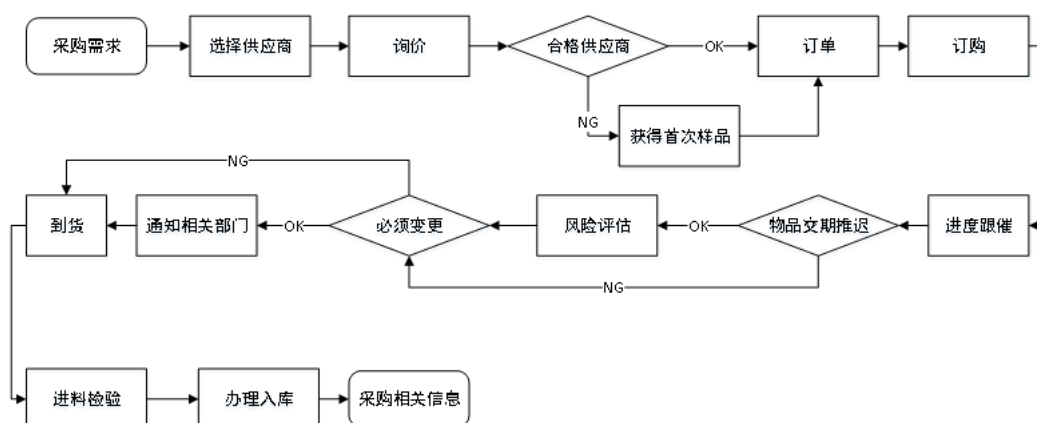 采购需求
选择供应商
询价
合格供应商
OK
订单
订购
NG
获得首次样品
NG
到货
通知相关部门
OK
必须变更
风险评估
OK
物品交期推迟
进度跟催
NG
进料检验
办理入库
采购相关信息